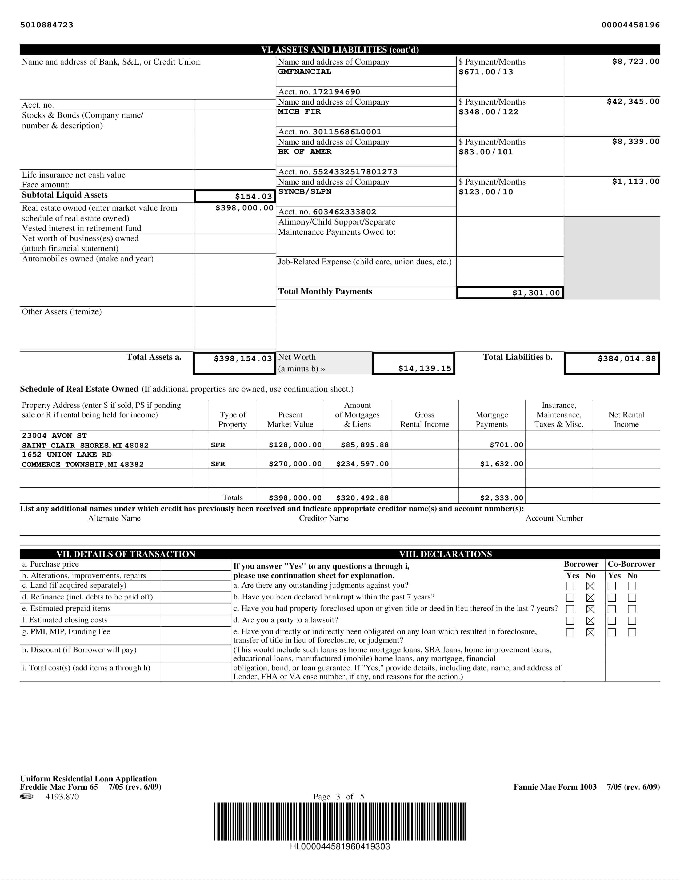 5010884723 00004458196
VI. ASSETS AND LIABILITIES (cont'd)
Name and address of Bank, S&L, or Credit Union
Acct. no.
Stocks & Bonds (Company name/
number & description)
Life insurance net cash value
Face amount:
Subtotal Liquid Assets $154.03
Real estate owned (enter market value from $398,000.00
schedule of real estate owned)
Vested interest in retirement fund
Net worth of business(es) owned
(attach financial statement)
Automobiles owned (make and year)
Other Assets (itemize)
Total Assets a. $398,154.03
Name and address of Company $ Payment/Months $8,723.00
GMFNANCIAL $671.00/13
Acct. no. 172194690
Name and address of Company $ Payment/Months $42,345.00
MICH FIR $348.00/122
Acct. no. 3011568610001
Name and address of Company $ Payment/Months $8,339.00
BK OF AMER $83.00/101
Acct. no. 5524332517801273
Name and address of Company $ Payment/Months $1,113.00
SYNCB/SLPN $123.00/10
Acct. no. 603462333802
Alimony/Child Support/Separate
Maintenance Payments Owed to:
Job-Related Expense (child care, union dues, etc.)
Total Monthly Payments $1,301.00
Net Worth
(a minus b) » $14,139.15
Total Liabilities b. $384,014.88
Schedule of Real Estate Owned (If additional properties are owned, use continuation sheet.)
Property Address (enter S if sold, PS if pending
sale or R if rental being held for income)
Type of
Property
Present
Market Value
Amount
of Mortgages
& Liens
Gross
Rental Income
Mortgage
Payments
Insurance,
Maintenance,
Taxes & Misc.
Net Rental
Income
23004 AVON ST
SAINT CLAIR SHORES,MI 48082 SFR $128,000.00 $85,895.88 $701.00
1652 UNION LAKE RD
COMMERCE TOWNSHIP,MI 48382 SFR $270,000.00 $234,597.00 $1,632.00
Totals $398,000.00 $320,492.88 $2,333.00
List any additional names under which credit has previously been received and indicate appropriate creditor name(s) and account number(s):
Alternate Name Creditor Name Account Number
VII. DETAILS OF TRANSACTION
a. Purchase price
b. Alterations, improvements, repairs
c. Land (if acquired separately)
d. Refinance (incl. debts to be paid off)
e. Estimated prepaid items
f. Estimated closing costs
g. PMI, MIP, Funding Fee
h. Discount (if Borrower will pay)
i. Total cost(s) (add items a through h)
VIII. DECLARATIONS
If you answer "Yes" to any questions a through i,
please use continuation sheet for explanation.
Borrower Co-Borrower
Yes No Yes No
a. Are there any outstanding judgments against you?
b. Have you been declared bankrupt within the past 7 years?
c. Have you had property foreclosed upon or given title or deed in lieu thereof in the last 7 years?
d. Are you a party to a lawsuit?
e. Have you directly or indirectly been obligated on any loan which resulted in foreclosure,
transfer of title in lieu of foreclosure, or judgment?
(This would include such loans as home mortgage loans, SBA loans, home improvement loans,
educational loans, manufactured (mobile) home loans, any mortgage, financial
obligation, bond, or loan guarantee. If "Yes," provide details, including date, name, and address of
Lender, FHA or VA case number, if any, and reasons for the action.)
Uniform Residential Loan Application
Freddie Mac Form 65 7/05 (rev. 6/09) Fannie Mae Form 1003 7/05 (rev. 6/09)
4193.870 Page 3 of 5
HL000044581960419303